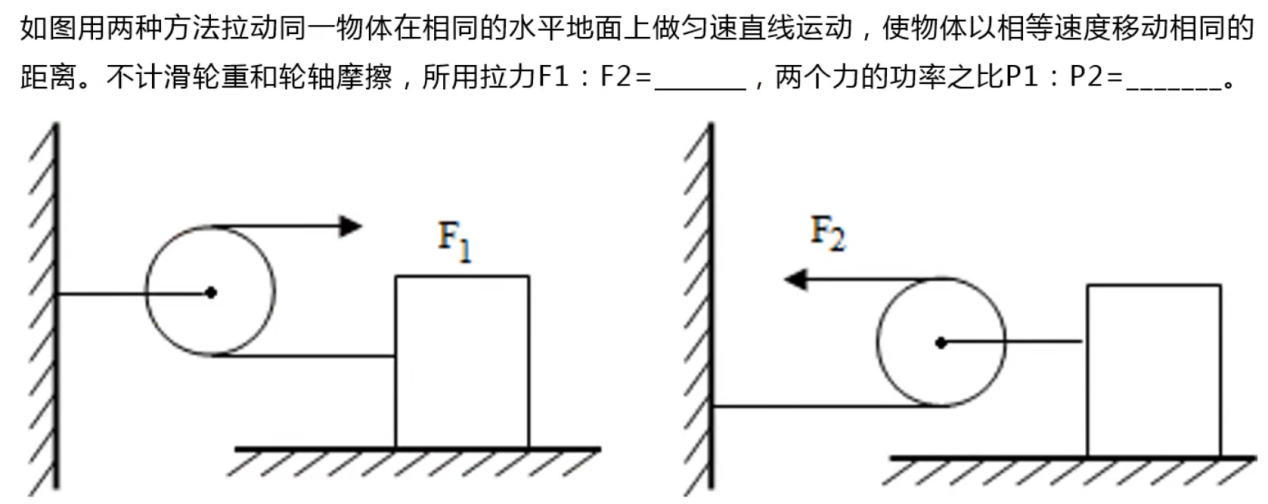 如图用两种方法拉动同一物体在相同的水平地面上做匀速直线运动，使物体以相等速度移动相同的
距离。不计滑轮重和轮轴摩擦，所用拉力F1：F2=______，两个力的功率之比P1：P2=_______。
F₁
F₂